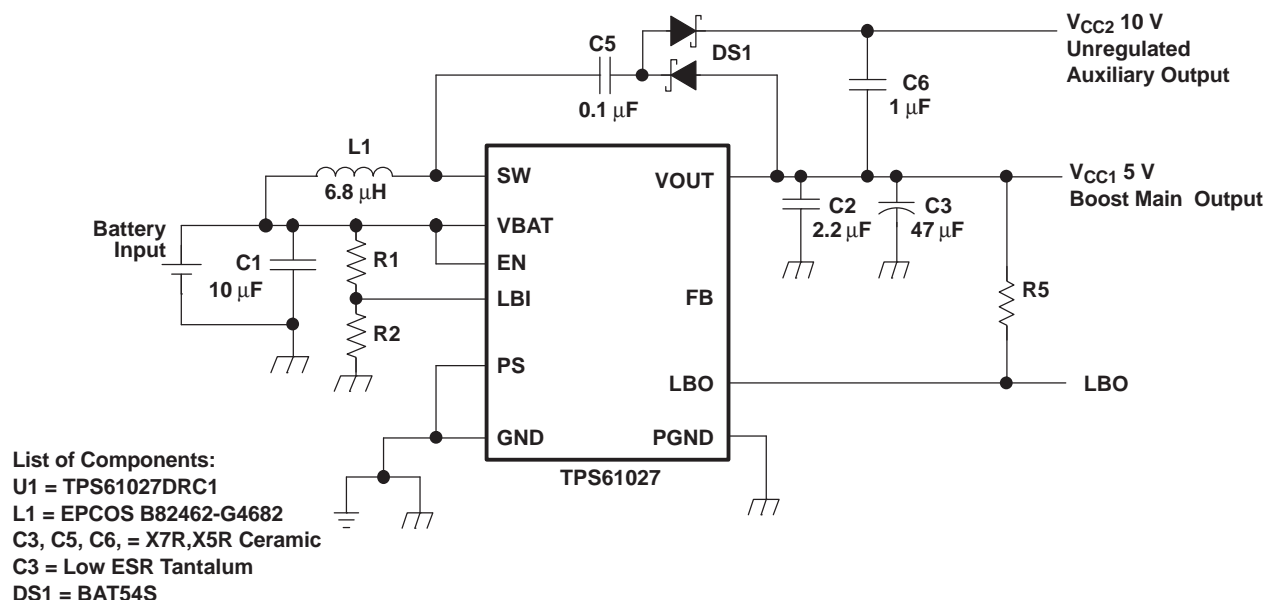 C5
0.1 µF
DS1
C6
1 µF
VCC2 10 V
Unregulated
Auxiliary Output
L1
6.8 µH
SW
VOUT
VCC1 5 V
Boost Main Output
C2
2.2 µF
C3
47 µF
Battery
Input
VBAT
C1
10 µF
R1
EN
LBI
FB
R5
R2
PS
LBO
LBO
GND
PGND
TPS61027
List of Components:
U1 = TPS61027DRC1
L1 = EPCOS B82462-G4682
C3, C5, C6, = X7R,X5R Ceramic
C3 = Low ESR Tantalum
DS1 = BAT54S